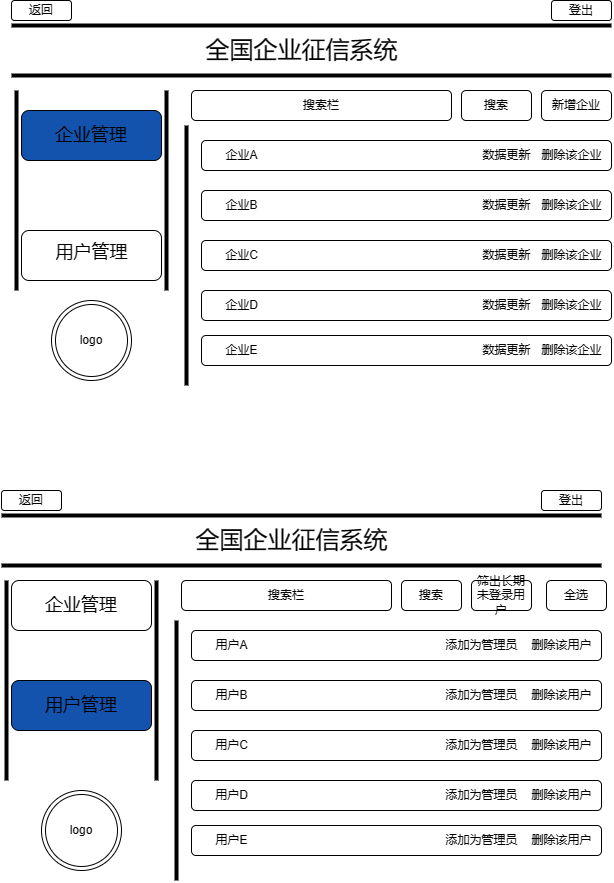 返回
登出
全国企业征信系统
搜索栏
搜索
新增企业
企业管理
企业A
数据更新
删除该企业
企业B
数据更新
删除该企业
用户管理
企业C
数据更新
删除该企业
企业D
数据更新
删除该企业
logo
企业E
数据更新
删除该企业
返回
登出
全国企业征信系统
企业管理
搜索栏
搜索
筛出长期
未登录用
户
全选
用户A
添加为管理员
删除该用户
用户管理
用户B
添加为管理员
删除该用户
用户C
添加为管理员
删除该用户
用户D
添加为管理员
删除该用户
logo
用户E
添加为管理员
删除该用户